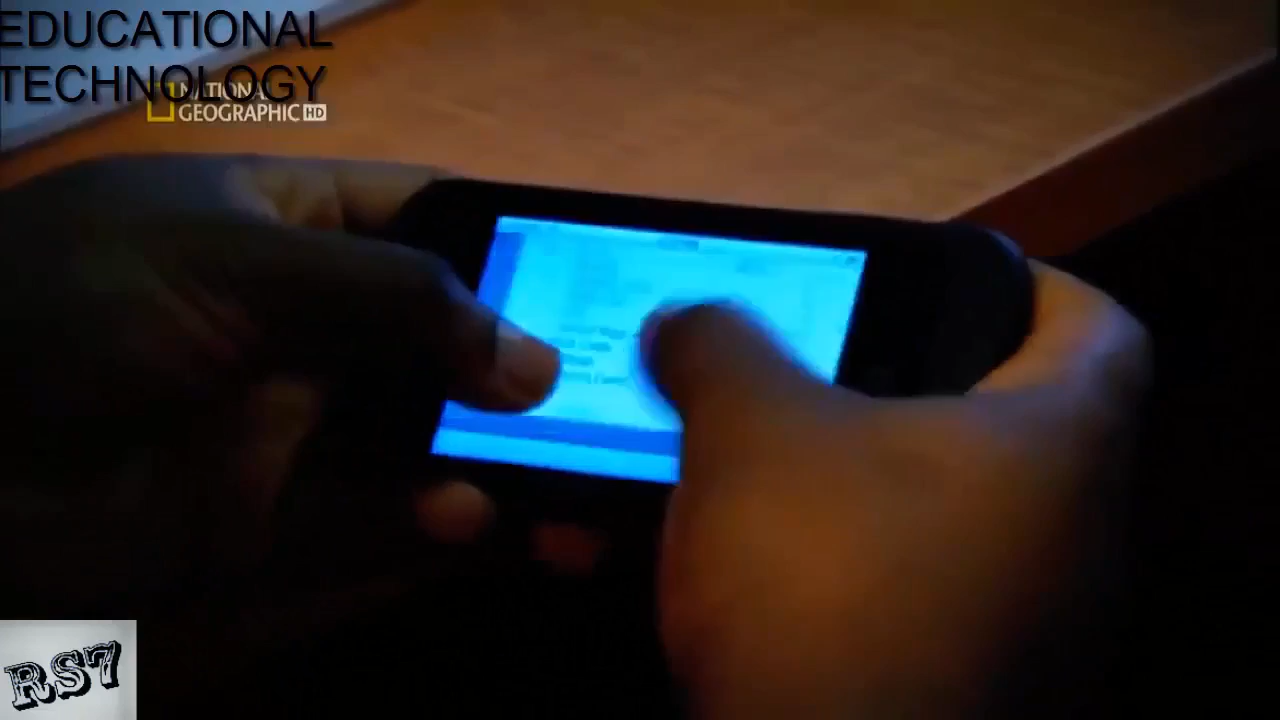 EDUCATIONAL
TECHNOLOGY
NATIONAL
GEOGRAPHIC HD
RS7